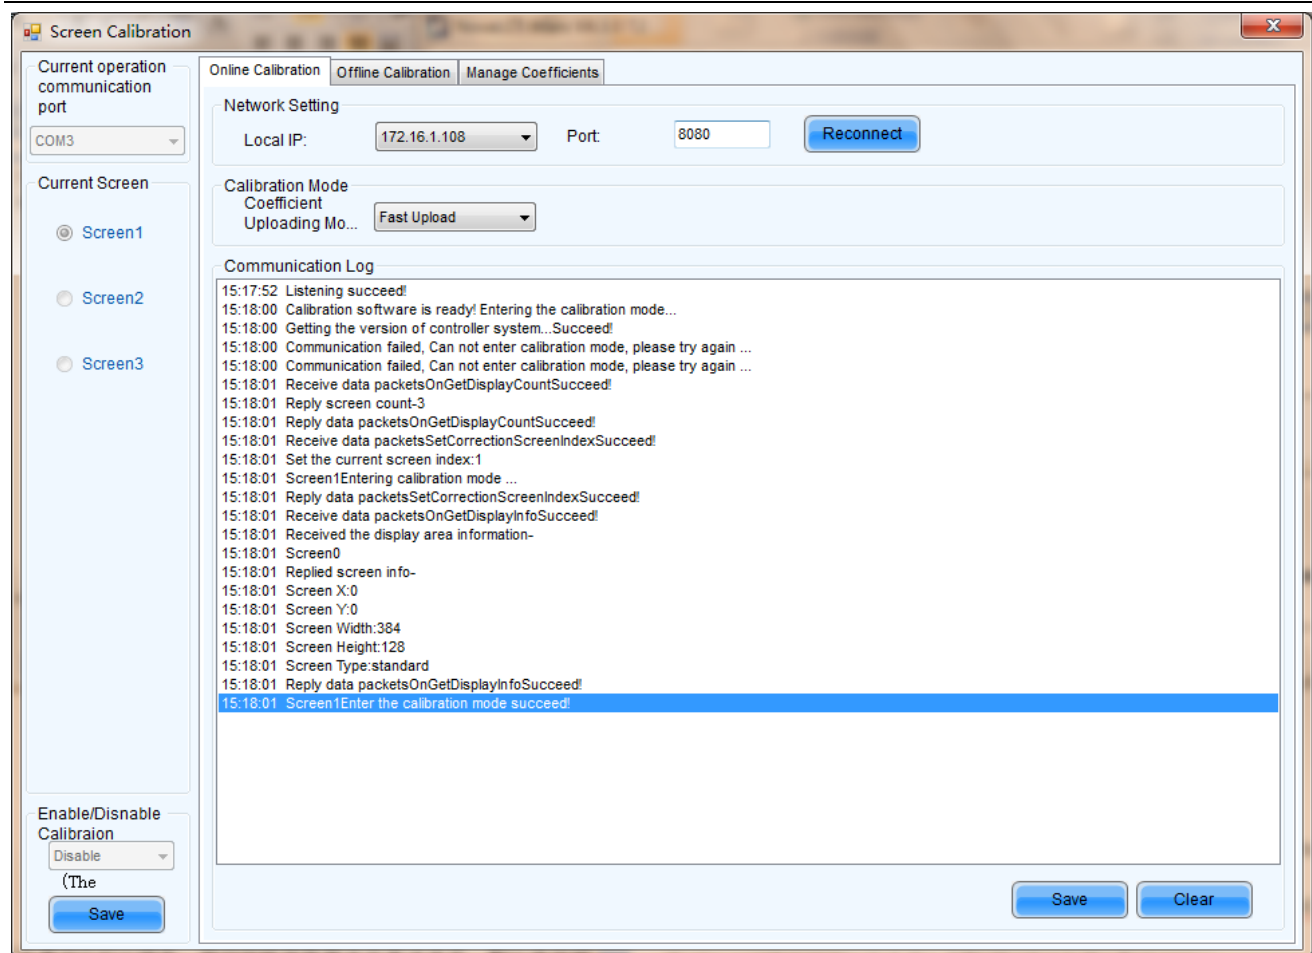 Screen Calibration
Current operation
communication
port
COM3
Current Screen
Screen1
Screen2
Screen3
Enable/Disnable
Calibraion
Disable
(The
Save
Online Calibration
Offline Calibration
Manage Coefficients
Network Setting
Local IP:
172.16.1.108
Port:
8080
Reconnect
Calibration Mode
Coefficient
Uploading Mo...
Fast Upload
Communication Log
15:17:52 Listening succeed!
15:18:00 Calibration software is ready! Entering the calibration mode...
15:18:00 Getting the version of controller system...Succeed!
15:18:00 Communication failed, Can not enter calibration mode, please try again ...
15:18:00 Communication failed, Can not enter calibration mode, please try again ...
15:18:01 Receive data packetsOnGetDisplayCountSucceed!
15:18:01 Reply screen count-3
15:18:01 Reply data packetsOnGetDisplayCountSucceed!
15:18:01 Receive data packetsSetCorrectionScreenIndexSucceed!
15:18:01 Set the current screen index:1
15:18:01 Screen1Entering calibration mode ...
15:18:01 Reply data packetsSetCorrectionScreenIndexSucceed!
15:18:01 Receive data packetsOnGetDisplayInfoSucceed!
15:18:01 Received the display area information-
15:18:01 Screen0
15:18:01 Replied screen info-
15:18:01 Screen X:0
15:18:01 Screen Y:0
15:18:01 Screen Width:384
15:18:01 Screen Height:128
15:18:01 Screen Type:standard
15:18:01 Reply data packetsOnGetDisplayInfoSucceed!
15:18:01 Screen1Enter the calibration mode succeed!
Save
Clear